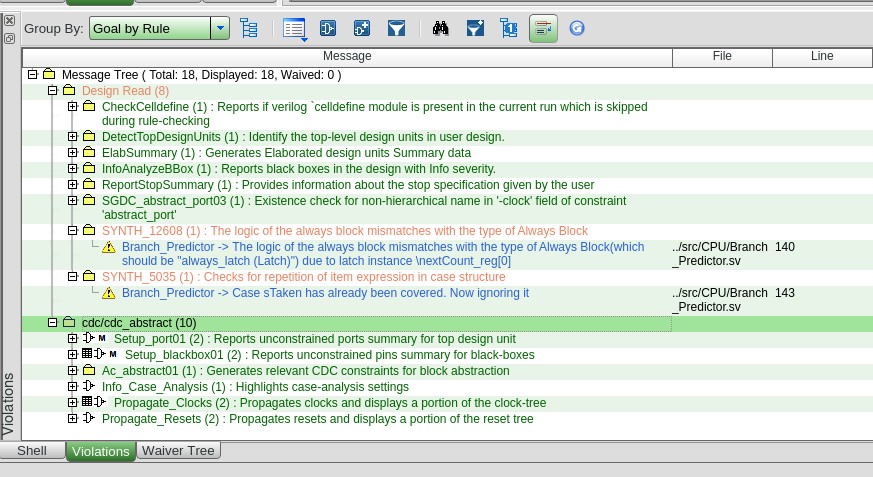 Group By: Goal by Rule
Message File Line
Message Tree ( Total: 18, Displayed: 18, Waived: 0 )
Design Read (8)
CheckCelldefine (1) : Reports if verilog `celldefine module is present in the current run which is skipped
during rule-checking
DetectTopDesignUnits (1) : Identify the top-level design units in user design.
ElabSummary (1) : Generates Elaborated design units Summary data
InfoAnalyzeBBox (1) : Reports black boxes in the design with Info severity.
ReportStopSummary (1) : Provides information about the stop specification given by the user
SGDC_abstract_port03 (1) : Existence check for non-hierarchical name in '-clock' field of constraint
'abstract_port'
SYNTH_12608 (1) : The logic of the always block mismatches with the type of Always Block
Branch_Predictor -> The logic of the always block mismatches with the type of Always Block(which ../src/CPU/Branch 140
should be "always_latch (Latch)") due to latch instance \nextCount_reg[0] _Predictor.sv
SYNTH_5035 (1) : Checks for repetition of item expression in case structure
Branch_Predictor -> Case sTaken has already been covered. Now ignoring it ../src/CPU/Branch 143
_Predictor.sv
cdc/cdc_abstract (10)
M Setup_port01 (2) : Reports unconstrained ports summary for top design unit
M Setup_blackbox01 (2) : Reports unconstrained pins summary for black-boxes
Ac_abstract01 (1) : Generates relevant CDC constraints for block abstraction
Info_Case_Analysis (1) : Highlights case-analysis settings
Propagate_Clocks (2) : Propagates clocks and displays a portion of the clock-tree
Propagate_Resets (2) : Propagates resets and displays a portion of the reset tree
Violations
Shell Violations Waiver Tree